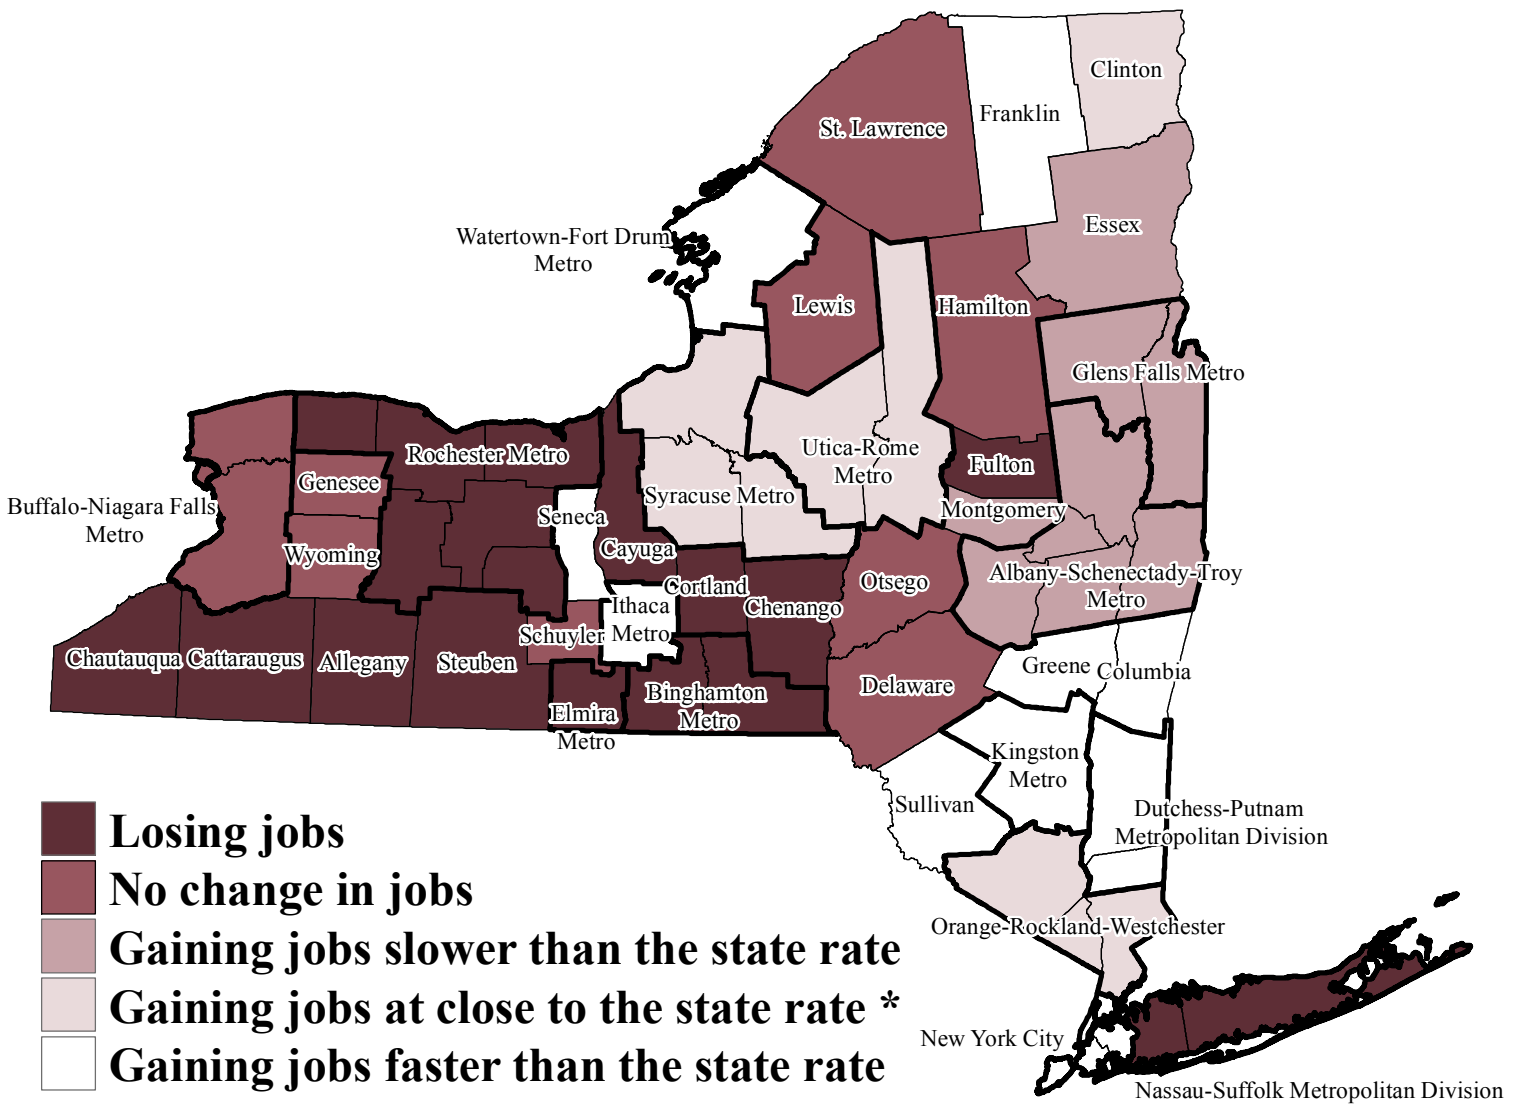 Clinton
Franklin
St. Lawrence
Essex
Watertown-Fort Drum
Metro
Lewis
Hamilton
Glens Falls Metro
Utica-Rome
Metro
Rochester Metro
Fulton
Genesee
Syracuse Metro
Buffalo-Niagara Falls
Metro
Seneca
Montgomery
Wyoming
Cayuga
Otsego
Albany-Schenectady-Troy
Metro
Cortland
Chenango
Ithaca
Metro
Schuyler
Chautauqua
Cattaraugus
Allegany
Steuben
Greene
Columbia
Delaware
Binghamton
Metro
Elmira
Metro
Kingston
Metro
Sullivan
Dutchess-Putnam
Metropolitan Division
Losing jobs
No change in jobs
Gaining jobs slower than the state rate
Gaining jobs at close to the state rate *
Gaining jobs faster than the state rate
Orange-Rockland-Westchester
New York City
Nassau-Suffolk Metropolitan Division